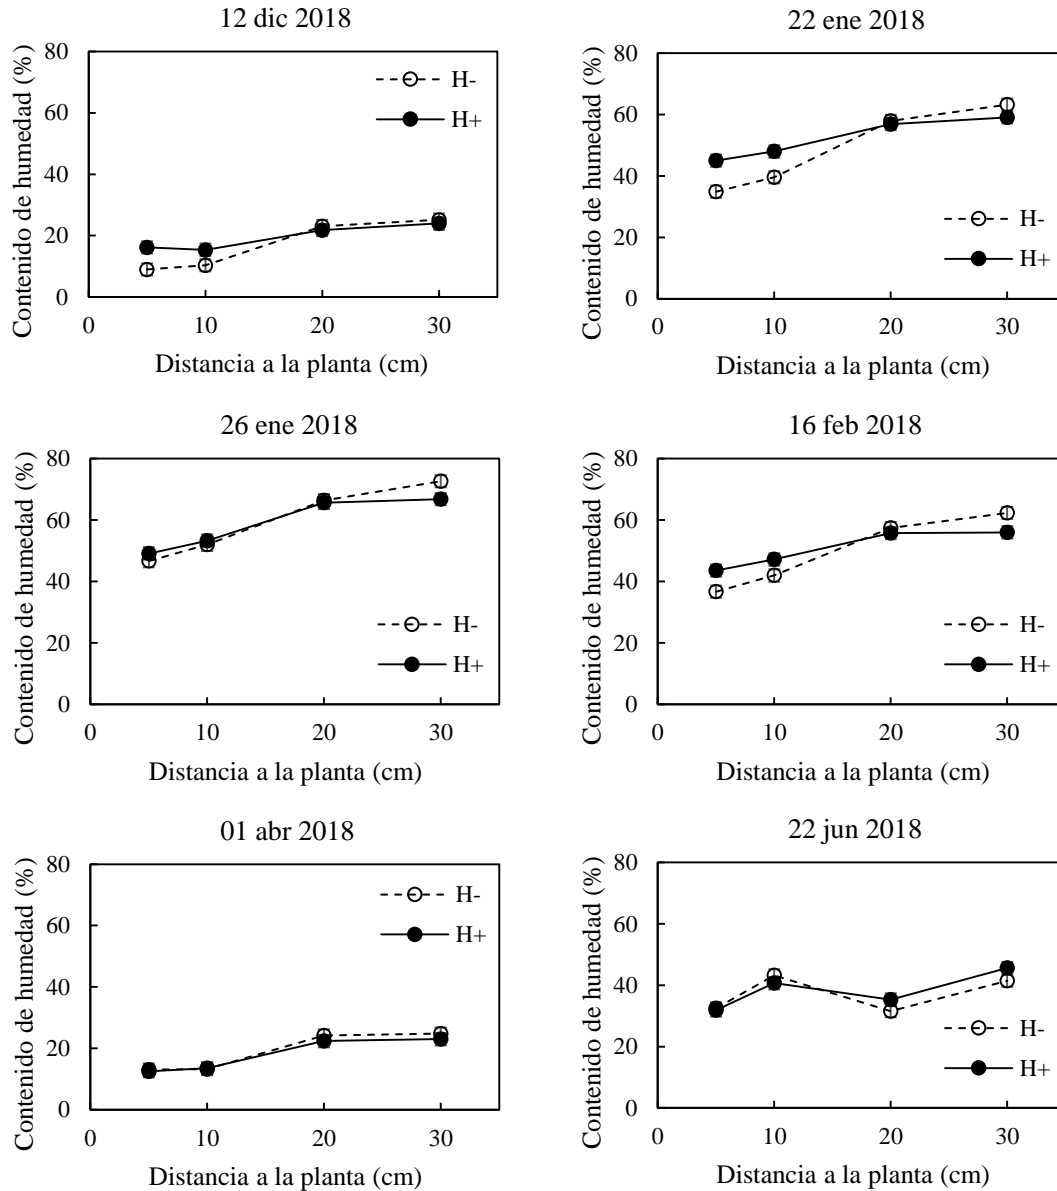 12 dic 2018
Contenido de humedad (%)
80
60
40
20
0
0 10 20 30
Distancia a la planta (cm)
H-
H+
22 ene 2018
Contenido de humedad (%)
80
60
40
20
0
0 10 20 30
Distancia a la planta (cm)
H-
H+
26 ene 2018
Contenido de humedad (%)
80
60
40
20
0
0 10 20 30
Distancia a la planta (cm)
H-
H+
16 feb 2018
Contenido de humedad (%)
80
60
40
20
0
0 10 20 30
Distancia a la planta (cm)
H-
H+
01 abr 2018
Contenido de humedad (%)
80
60
40
20
0
0 10 20 30
Distancia a la planta (cm)
H-
H+
22 jun 2018
Contenido de humedad (%)
80
60
40
20
0
0 10 20 30
Distancia a la planta (cm)
H-
H+